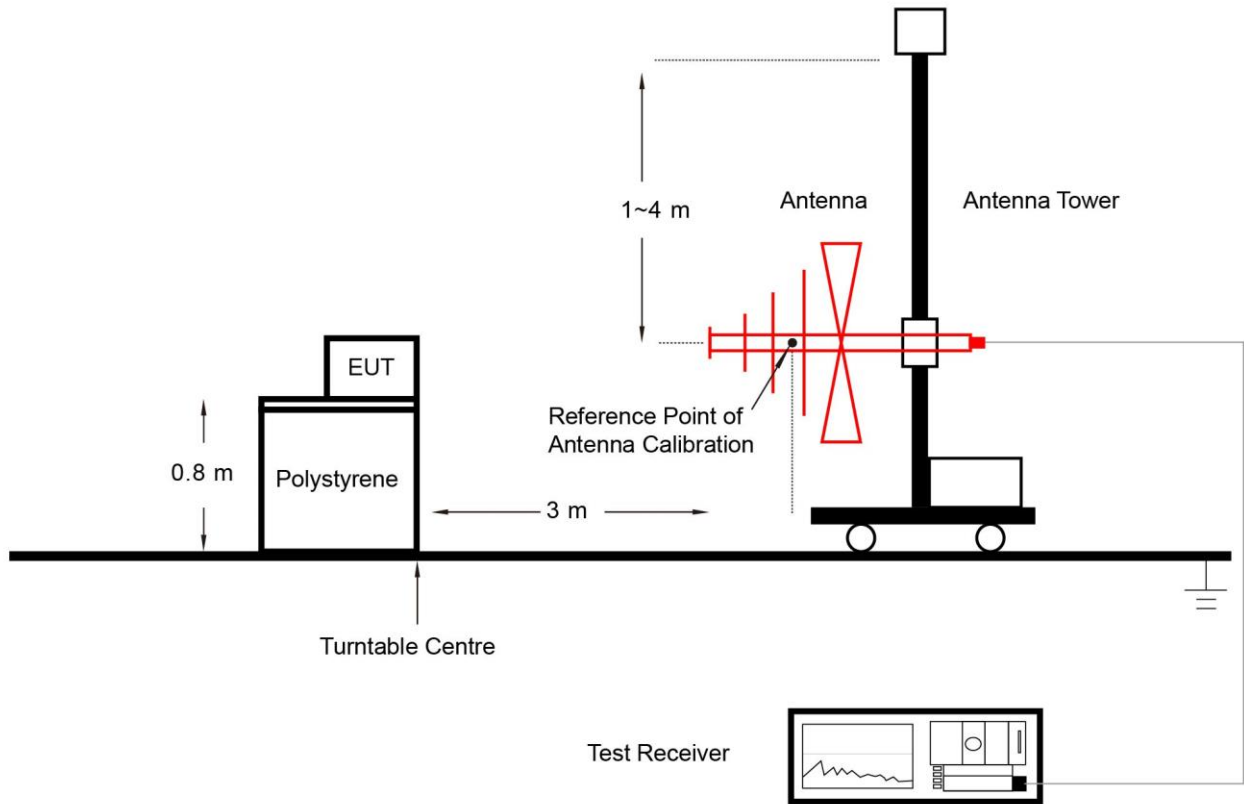 1~4 m
Antenna
Antenna Tower
EUT
Reference Point of
Antenna Calibration
0.8 m
Polystyrene
3 m
Turntable Centre
Test Receiver